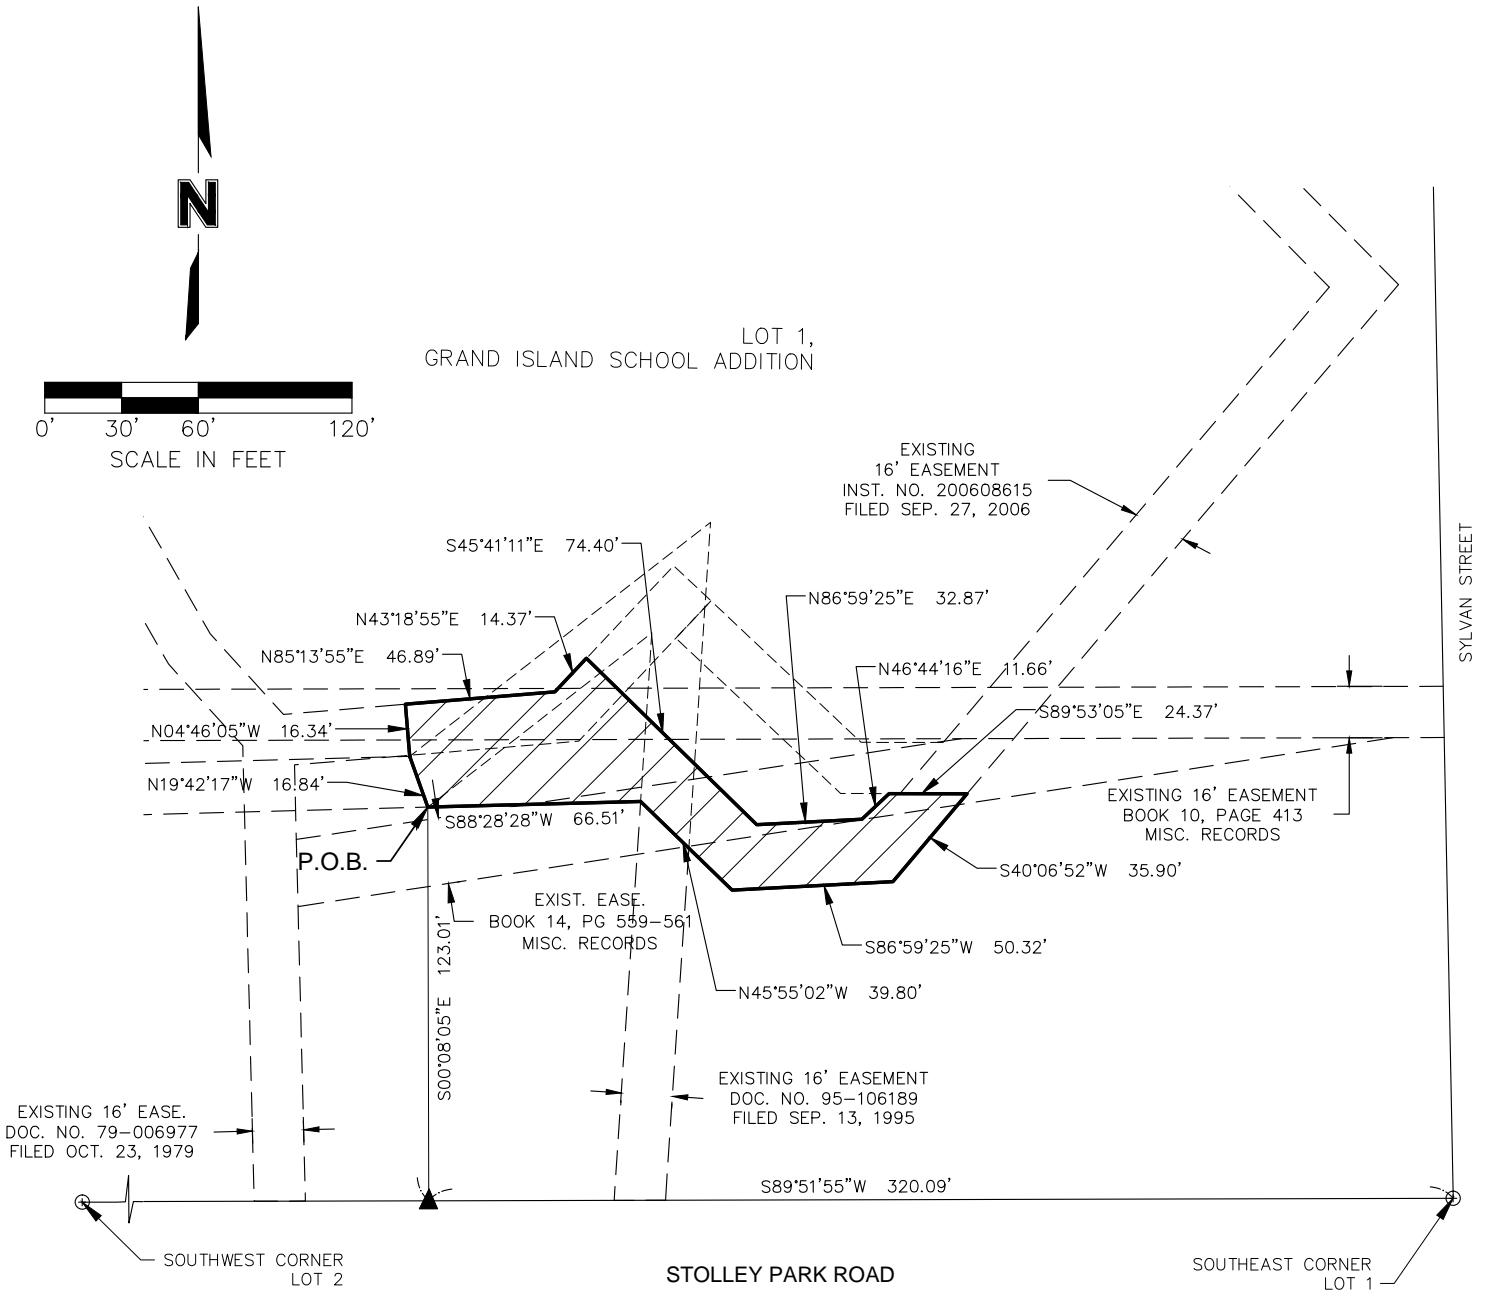 N
LOT 1,
GRAND ISLAND SCHOOL ADDITION
0' 30' 60' 120'
SCALE IN FEET
EXISTING
16' EASEMENT
INST. NO. 200608615
FILED SEP. 27, 2006
SYLVAN STREET
S45°41'11"E 74.40'
N86°59'25"E 32.87'
N43°18'55"E 14.37'
N85°13'55"E 46.89'
N46°44'16"E 11.66'
S89°53'05"E 24.37'
N04°46'05"W 16.34'
N19°42'17"W 16.84'
S88°28'28"W 66.51'
EXISTING 16' EASEMENT
BOOK 10, PAGE 413
MISC. RECORDS
P.O.B.
S40°06'52"W 35.90'
EXIST. EASE.
BOOK 14, PG 559-561
MISC. RECORDS
S86°59'25"W 50.32'
N45°55'02"W 39.80'
S00°08'05"E 123.01'
EXISTING 16' EASEMENT
DOC. NO. 95-106189
FILED SEP. 13, 1995
EXISTING 16' EASE.
DOC. NO. 79-006977
FILED OCT. 23, 1979
S89°51'55"W 320.09'
SOUTHWEST CORNER
LOT 2
STOLLEY PARK ROAD
SOUTHEAST CORNER
LOT 1